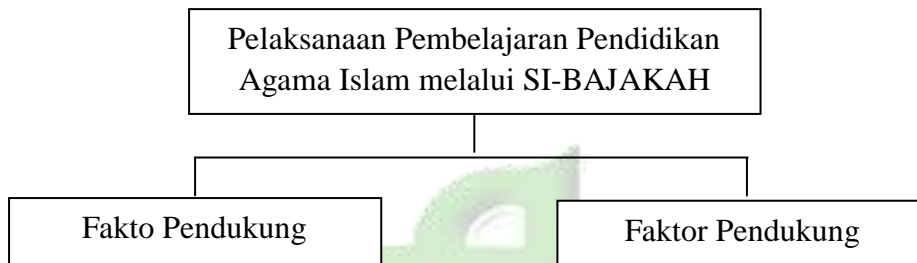 Pelaksanaan Pembelajaran Pendidikan
Agama Islam melalui SI-BAJAKAH
Fakto Pendukung
Faktor Pendukung